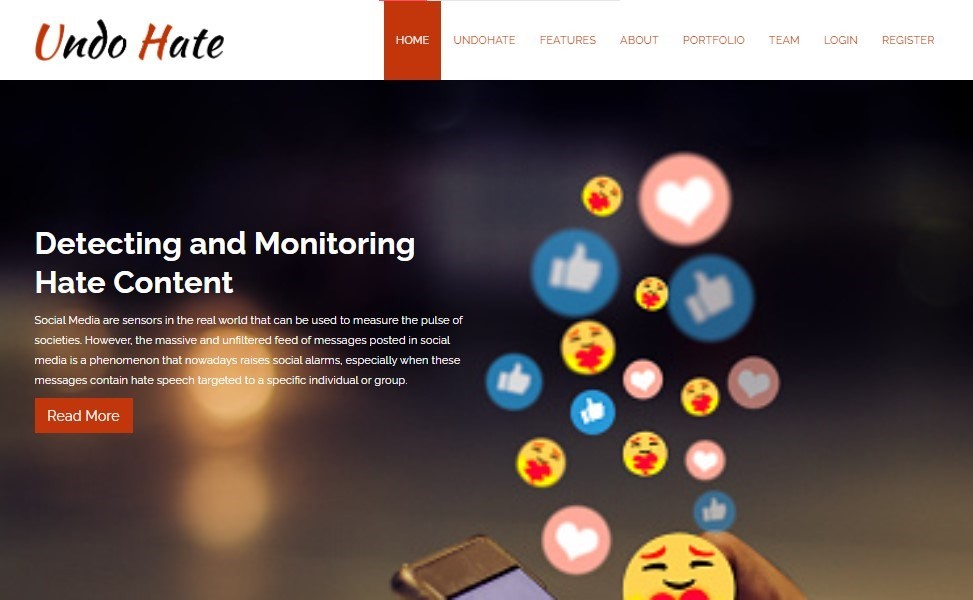 Undo Hate
HOME UNDOHATE FEATURES ABOUT PORTFOLIO TEAM LOGIN REGISTER
Detecting and Monitoring
Hate Content
Social Media are sensors in the real world that can be used to measure the pulse of
societies. However, the massive and unfiltered feed of messages posted in social
media is a phenomenon that nowadays raises social alarms, especially when these
messages contain hate speech targeted to a specific individual or group.
Read More